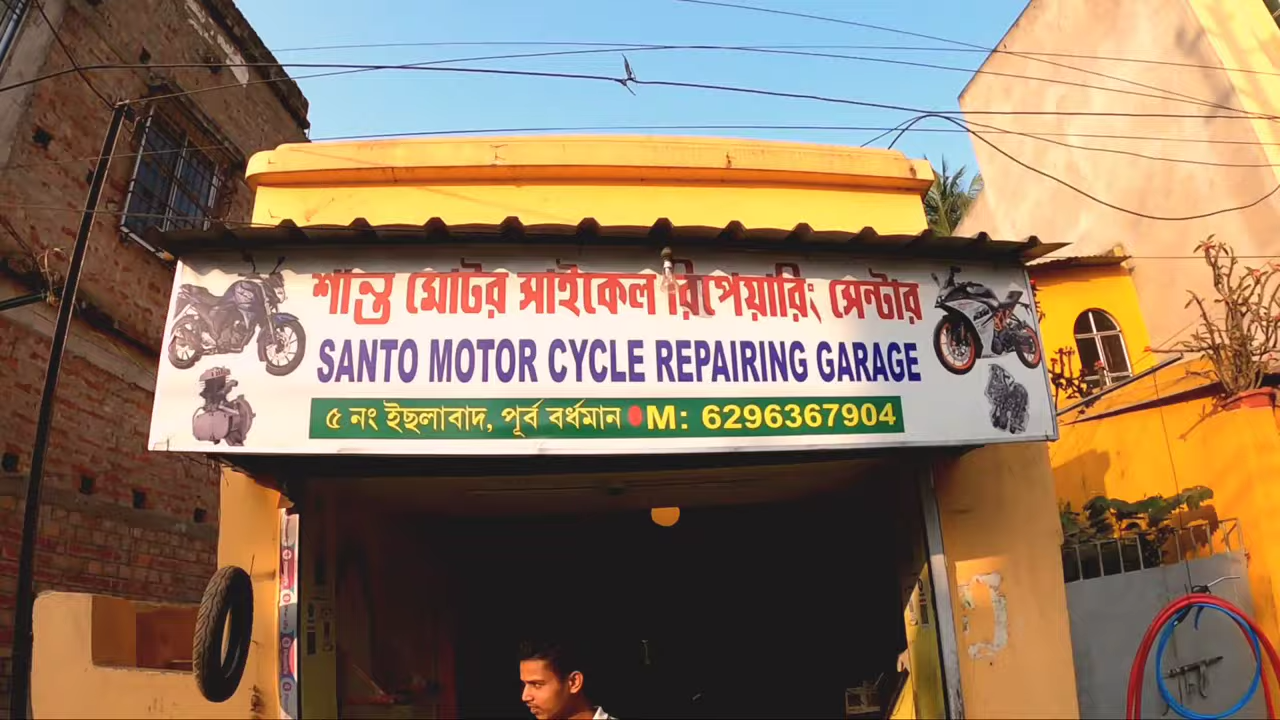 শান্ত মোটর সাইকেল রিপেয়ারিং সেন্টার
SANTO MOTOR CYCLE REPAIRING GARAGE
৫ নং ইছলাবাদ, পূর্ব বর্ধমান M: 6296367904